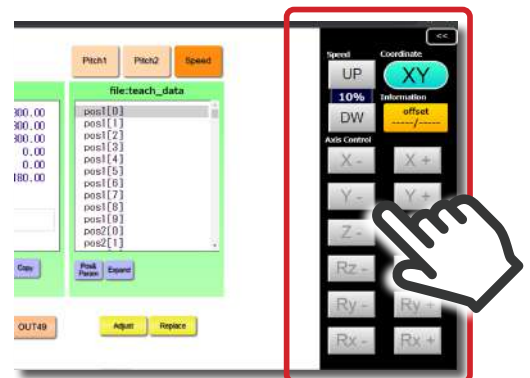 <<
Speed
Coordinate
Pitch1
Pitch2
Speed
UP
XY
10%
Information
file:teach_data
DW
offset
-----/-----
300.00
300.00
300.00
0.00
0.00
180.00
pos1[0]
pos1[1]
pos1[2]
pos1[3]
pos1[4]
pos1[5]
pos1[6]
pos1[7]
pos1[8]
pos1[9]
pos2[0]
pos2[1]
Axis Control
X -
X +
Y -
Y +
Z -
Rz -
Ry -
Ry +
Rx -
Rx +
Copy
Pos&
Param
Expand
OUT49
Adjust
Replace